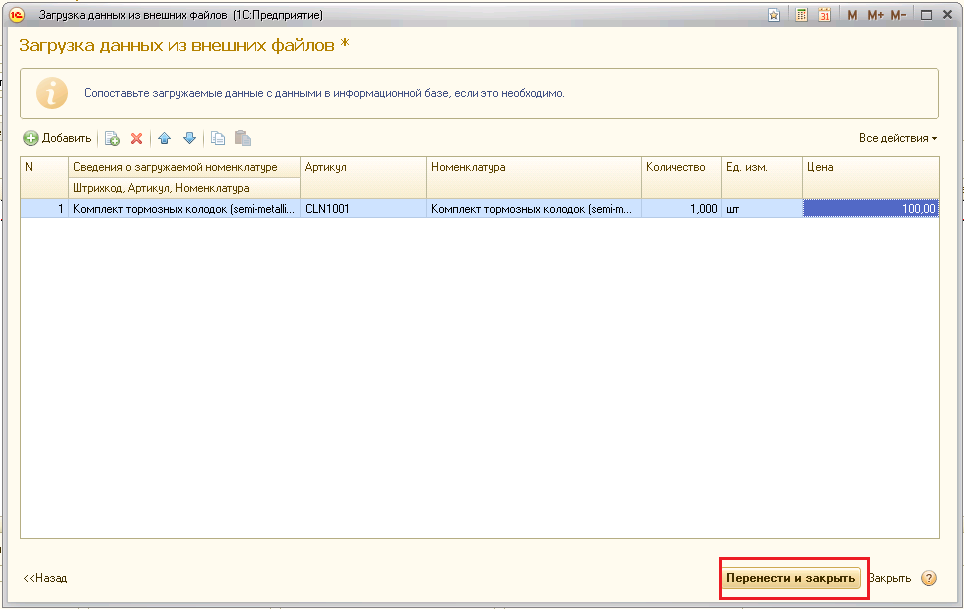 Загрузка данных из внешних файлов (1С:Предприятие)
M M+ M-
Загрузка данных из внешних файлов *
Сопоставьте загружаемые данные с данными в информационной базе, если это необходимо.
Добавить Все действия
N Сведения о загружаемой номенклатуре Артикул Номенклатура Количество Ед. изм. Цена
Штрихкод, Артикул, Номенклатура
1 Комплект тормозных колодок (semi-metalli... CLN1001 Комплект тормозных колодок (semi-m... 1,000 шт 100,00
<<Назад Перенести и закрыть Закрыть ?